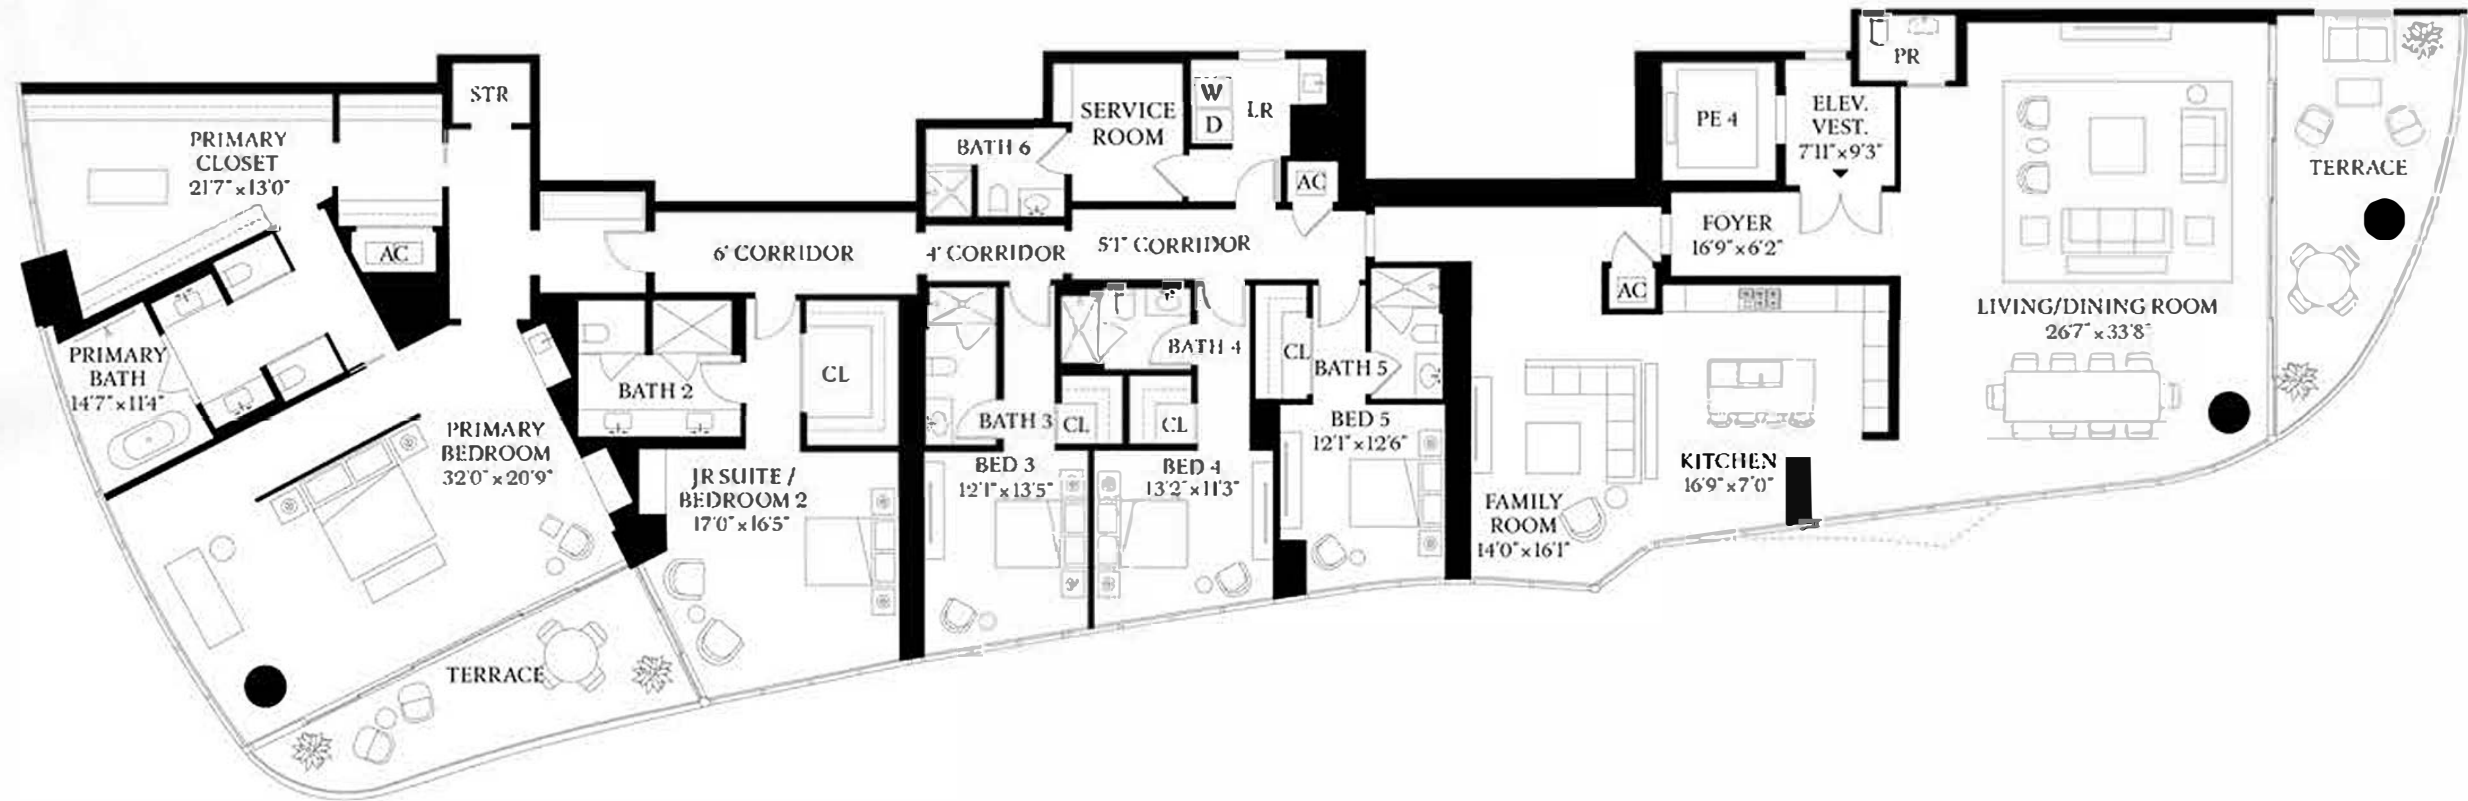 STR
PRIMARY
CLOSET
21'7" x 13'0"
AC
PRIMARY
BATH
14'7" x 11'4"
PRIMARY
BEDROOM
32'0" x 20'9"
TERRACE
BATH 2
CL
JR SUITE /
BEDROOM 2
17'0" x 16'5"
6' CORRIDOR
4' CORRIDOR
5'1" CORRIDOR
BATH 6
SERVICE
ROOM
W
D
LR
AC
BATH 3
CL
BED 3
12'1" x 13'5"
BATH 4
CL
BED 4
13'2" x 11'3"
CL
BATH 5
BED 5
12'1" x 12'6"
FAMILY
ROOM
14'0" x 16'1"
KITCHEN
16'9" x 7'0"
AC
FOYER
16'9" x 6'2"
PE 4
ELEV.
VEST.
7'11" x 9'3"
PR
LIVING/DINING ROOM
26'7" x 33'8"
TERRACE